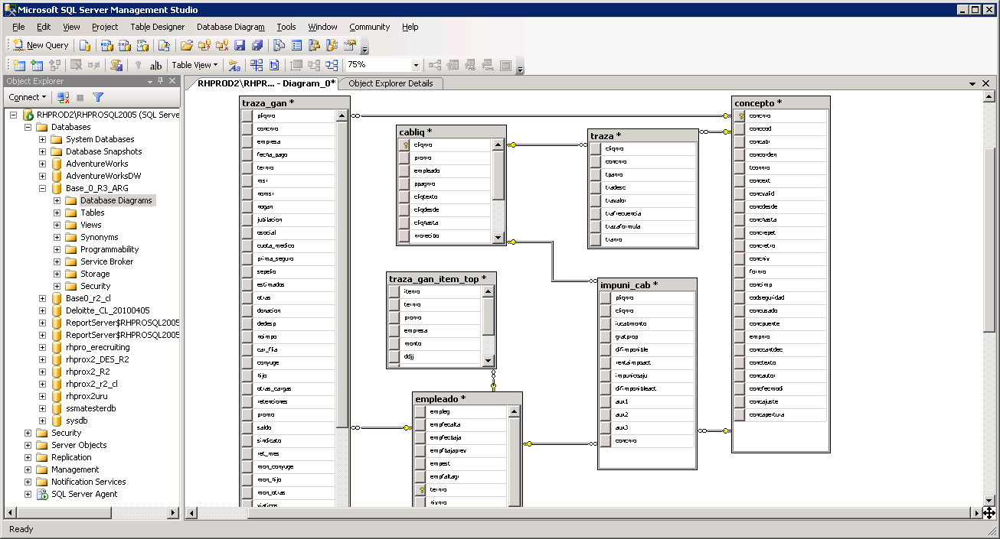 Microsoft SQL Server Management Studio
File Edit View Project Table Designer Database Diagram Tools Window Community Help
New Query
Table View 75%
Object Explorer
Connect
RHPROD2\RHPROSQL2005 (SQL Serve
Databases
System Databases
Database Snapshots
AdventureWorks
AdventureWorksDW
Base_0_R3_ARG
Database Diagrams
Tables
Views
Synonyms
Programmability
Service Broker
Storage
Security
Base0_r2_cl
Deloitte_CL_20100405
ReportServer$RHPROSQL2005
ReportServer$RHPROSQL2005
rhpro_erecruiting
rhprox2_DES_R2
rhprox2_R2
rhprox2_r2_cl
rhprox2uru
ssmatesterdb
sysdb
Security
Server Objects
Replication
Management
Notification Services
SQL Server Agent
RHPROD2\RHPR... - Diagram_0*
Object Explorer Details
traza_gan *
pliqnro
concnro
empresa
fecha_pago
ternro
msr
nomsr
nogan
jubilacion
osocial
cuota_medico
prima_seguro
sepelio
estimados
otras
donacion
dedesp
noimpo
car_flia
conyuge
hijo
otras_cargas
retenciones
promo
saldo
sindicato
ret_mes
mon_conyuge
mon_hijo
mon_otras
viaticos
cabliq *
cliqnro
pronro
empleado
ppagnro
cliqtexto
cliqdesde
cliqhasta
nrorecibo
traza_gan_item_top *
itenro
ternro
pronro
empresa
monto
ddjj
empleado *
empleg
empfecalta
empfecbaja
empfbajaprev
empest
empfaltagr
ternro
nivnro
traza *
cliqnro
concnro
tpanro
tradesc
travalor
trafrecuencia
trazaformula
tranro
impuni_cab *
pliqnro
cliqnro
iucatmonto
gratprop
difimponible
rentaimpoact
impunicoaju
difimponibleact
aux1
aux2
aux3
concnro
concepto *
concnro
conccod
concabr
concorden
tconnro
concext
concvalid
concdesde
conchasta
concrepet
concretro
concniv
fornro
concimp
codseguridad
concusado
concpuente
empnro
conccantdec
conctexto
concautor
concfecmodi
concajuste
concapertura
Ready